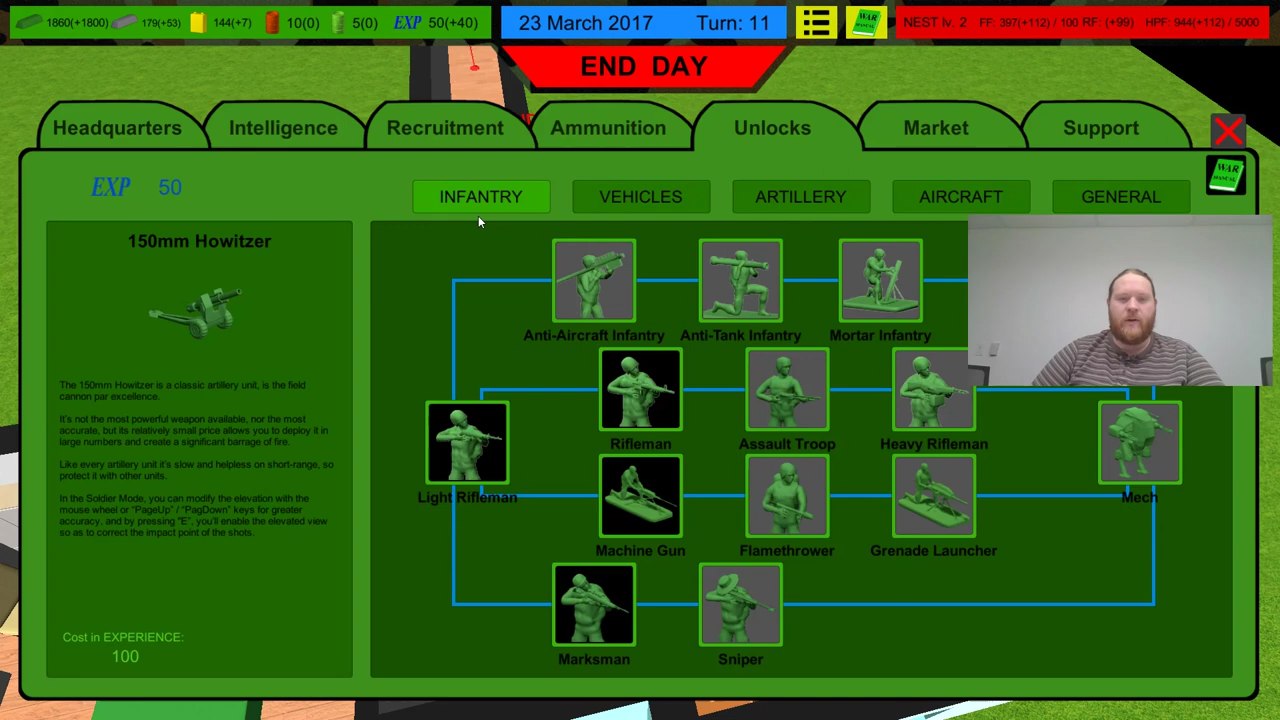 1860(+1800) 179(+53) 144(+7) 10(0) 5(0) EXP 50(+40) 23 March 2017 Turn: 11 WAR MANUAL NEST lv. 2 FF: 397(+112) / 100 RF: (+99) HPF: 944(+112) / 5000
END DAY
Headquarters Intelligence Recruitment Ammunition Unlocks Market Support
EXP 50
INFANTRY VEHICLES ARTILLERY AIRCRAFT GENERAL
WAR MANUAL
150mm Howitzer
The 150mm Howitzer is a classic artillery unit, is the field
cannon par excellence.
It's not the most powerful weapon available, nor the most
accurate, but its relatively small price allows you to deploy it in
large numbers and create a significant barrage of fire.
Like every artillery unit it's slow and helpless on short-range, so
protect it with other units.
In the Soldier Mode, you can modify the elevation with the
mouse wheel or "PageUp" / "PagDown" keys for greater
accuracy, and by pressing "E", you'll enable the elevated view
so as to correct the impact point of the shots.
Cost in EXPERIENCE:
100
Anti-Aircraft Infantry Anti-Tank Infantry Mortar Infantry
Rifleman Assault Troop Heavy Rifleman
Light Rifleman Mech
Machine Gun Flamethrower Grenade Launcher
Marksman Sniper